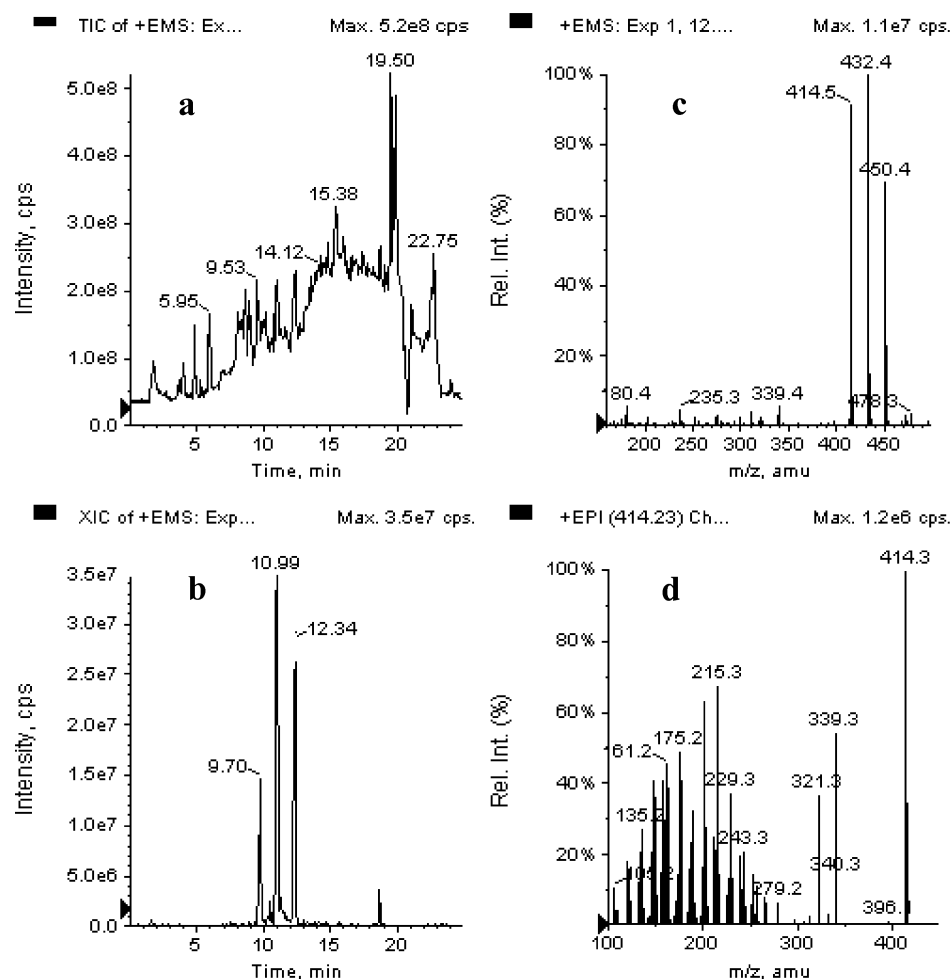 TIC of +EMS: Ex... Max. 5.2e8 cps
19.50
5.0e8
a
4.0e8
15.38
3.0e8
14.12
22.75
9.53
2.0e8
5.95
1.0e8
0.0
5 10 15 20
Time, min
Intensity, cps
+EMS: Exp 1, 12.... Max. 1.1e7 cps.
432.4
100%
414.5
c
80%
450.4
60%
40%
20%
80.4 235.3 339.4 478.3
200 250 300 350 400 450
m/z, amu
Rel. Int. (%)
XIC of +EMS: Exp... Max. 3.5e7 cps.
10.99
3.5e7
b
3.0e7
12.34
2.5e7
2.0e7
1.5e7
9.70
1.0e7
5.0e6
0.0
5 10 15 20
Time, min
Intensity, cps
+EPI (414.23) Ch... Max. 1.2e6 cps.
414.3
100%
d
80%
215.3
60%
339.3
61.2 175.2
40%
229.3 321.3
135.2
243.3
20%
340.3
279.2
396.
100 200 300 400
m/z, amu
Rel. Int. (%)